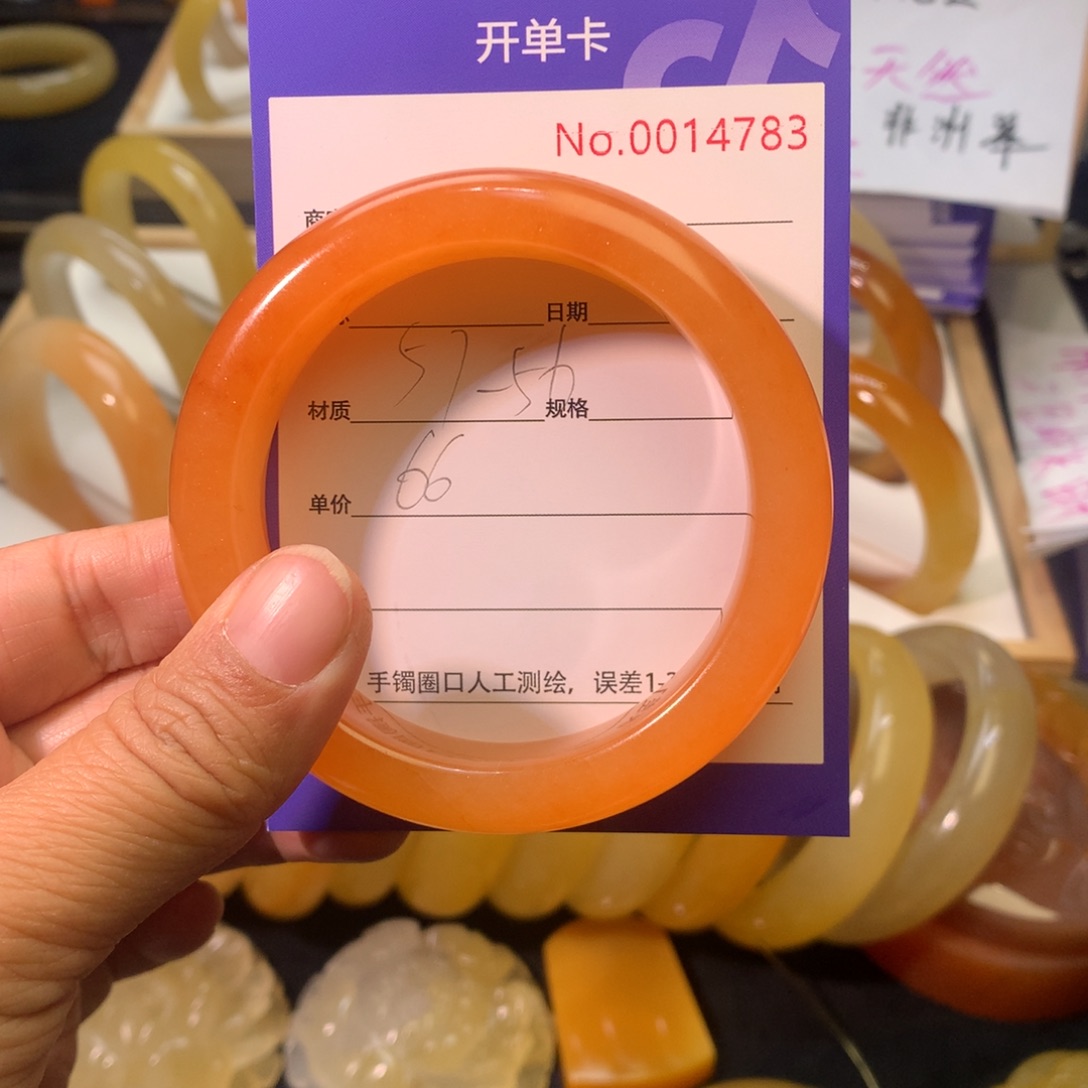 开单卡
天然
非洲翠
No.0014783
日期
57-56
材质 规格
66
单价
手镯圈口人工测绘，误差1-